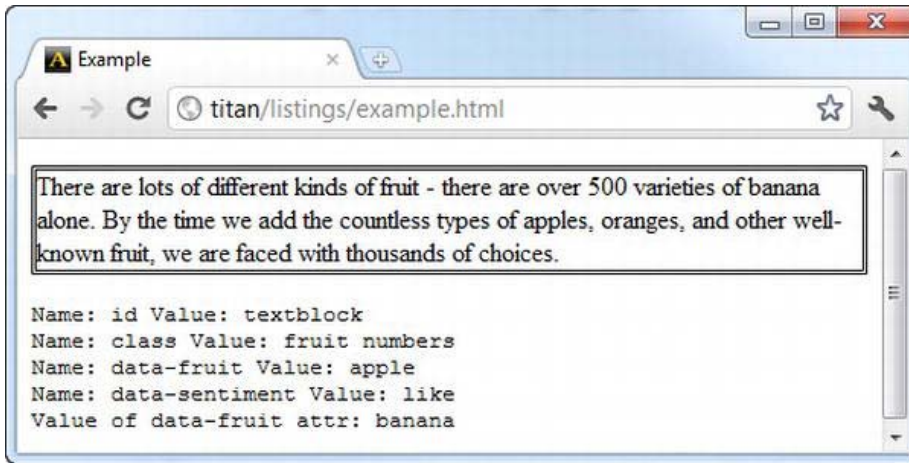 Example
titan/listings/example.html
There are lots of different kinds of fruit - there are over 500 varieties of banana
alone. By the time we add the countless types of apples, oranges, and other well-
known fruit, we are faced with thousands of choices.
Name: id Value: textblock
Name: class Value: fruit numbers
Name: data-fruit Value: apple
Name: data-sentiment Value: like
Value of data-fruit attr: banana